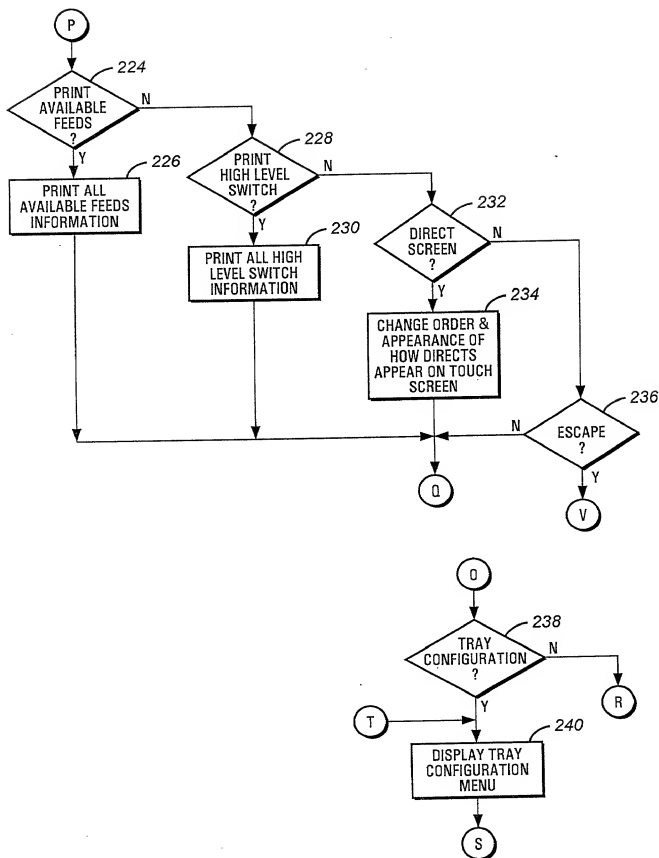 P
224
PRINT
AVAILABLE
FEEDS
?
N
Y
226
PRINT ALL
AVAILABLE FEEDS
INFORMATION
228
PRINT
HIGH LEVEL
SWITCH
?
N
Y
230
PRINT ALL HIGH
LEVEL SWITCH
INFORMATION
232
DIRECT
SCREEN
?
N
Y
234
CHANGE ORDER &
APPEARANCE OF
HOW DIRECTS
APPEAR ON TOUCH
SCREEN
236
ESCAPE
?
N
Y
Q
V
O
238
TRAY
CONFIGURATION
?
N
Y
R
T
240
DISPLAY TRAY
CONFIGURATION
MENU
S